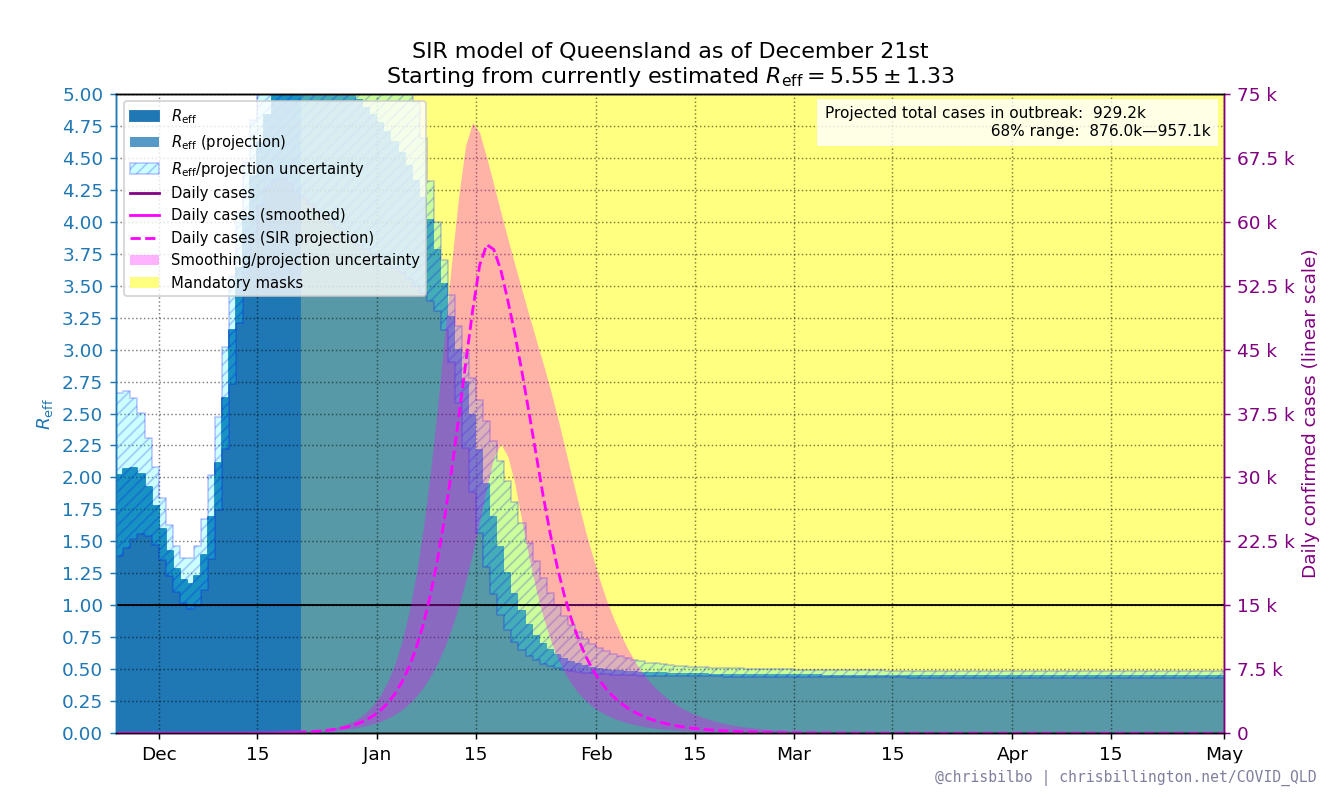 SIR model of Queensland as of December 21st
Starting from currently estimated R_eff = 5.55 ± 1.33
R_eff
R_eff (projection)
R_eff/projection uncertainty
Daily cases
Daily cases (smoothed)
Daily cases (SIR projection)
Smoothing/projection uncertainty
Mandatory masks
Projected total cases in outbreak: 929.2k
68% range: 876.0k—957.1k
R_eff
5.00
4.75
4.50
4.25
4.00
3.75
3.50
3.25
3.00
2.75
2.50
2.25
2.00
1.75
1.50
1.25
1.00
0.75
0.50
0.25
0.00
75 k
67.5 k
60 k
52.5 k
45 k
37.5 k
30 k
22.5 k
15 k
7.5 k
0
Daily confirmed cases (linear scale)
Dec 15 Jan 15 Feb 15 Mar 15 Apr 15 May
@chrisbilbo | chrisbillington.net/COVID_QLD